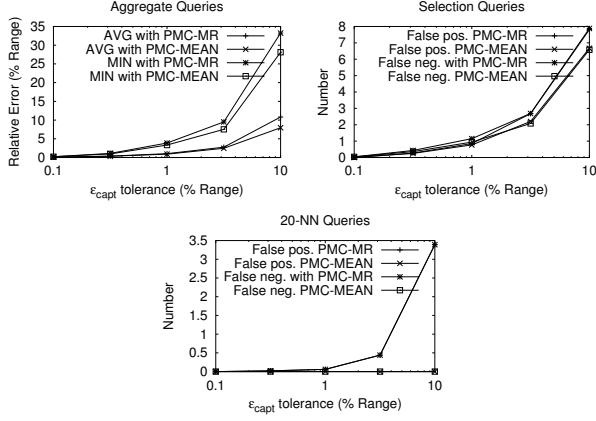 Aggregate Queries
Relative Error (% Range)
35
30
25
20
15
10
5
0
AVG with PMC-MR
AVG with PMC-MEAN
MIN with PMC-MR
MIN with PMC-MEAN
0.1 1 10
εcapt tolerance (% Range)
Selection Queries
Number
8
7
6
5
4
3
2
1
0
False pos. PMC-MR
False pos. PMC-MEAN
False neg. with PMC-MR
False neg. PMC-MEAN
0.1 1 10
εcapt tolerance (% Range)
20-NN Queries
Number
3.5
3
2.5
2
1.5
1
0.5
0
False pos. PMC-MR
False pos. PMC-MEAN
False neg. with PMC-MR
False neg. PMC-MEAN
0.1 1 10
εcapt tolerance (% Range)